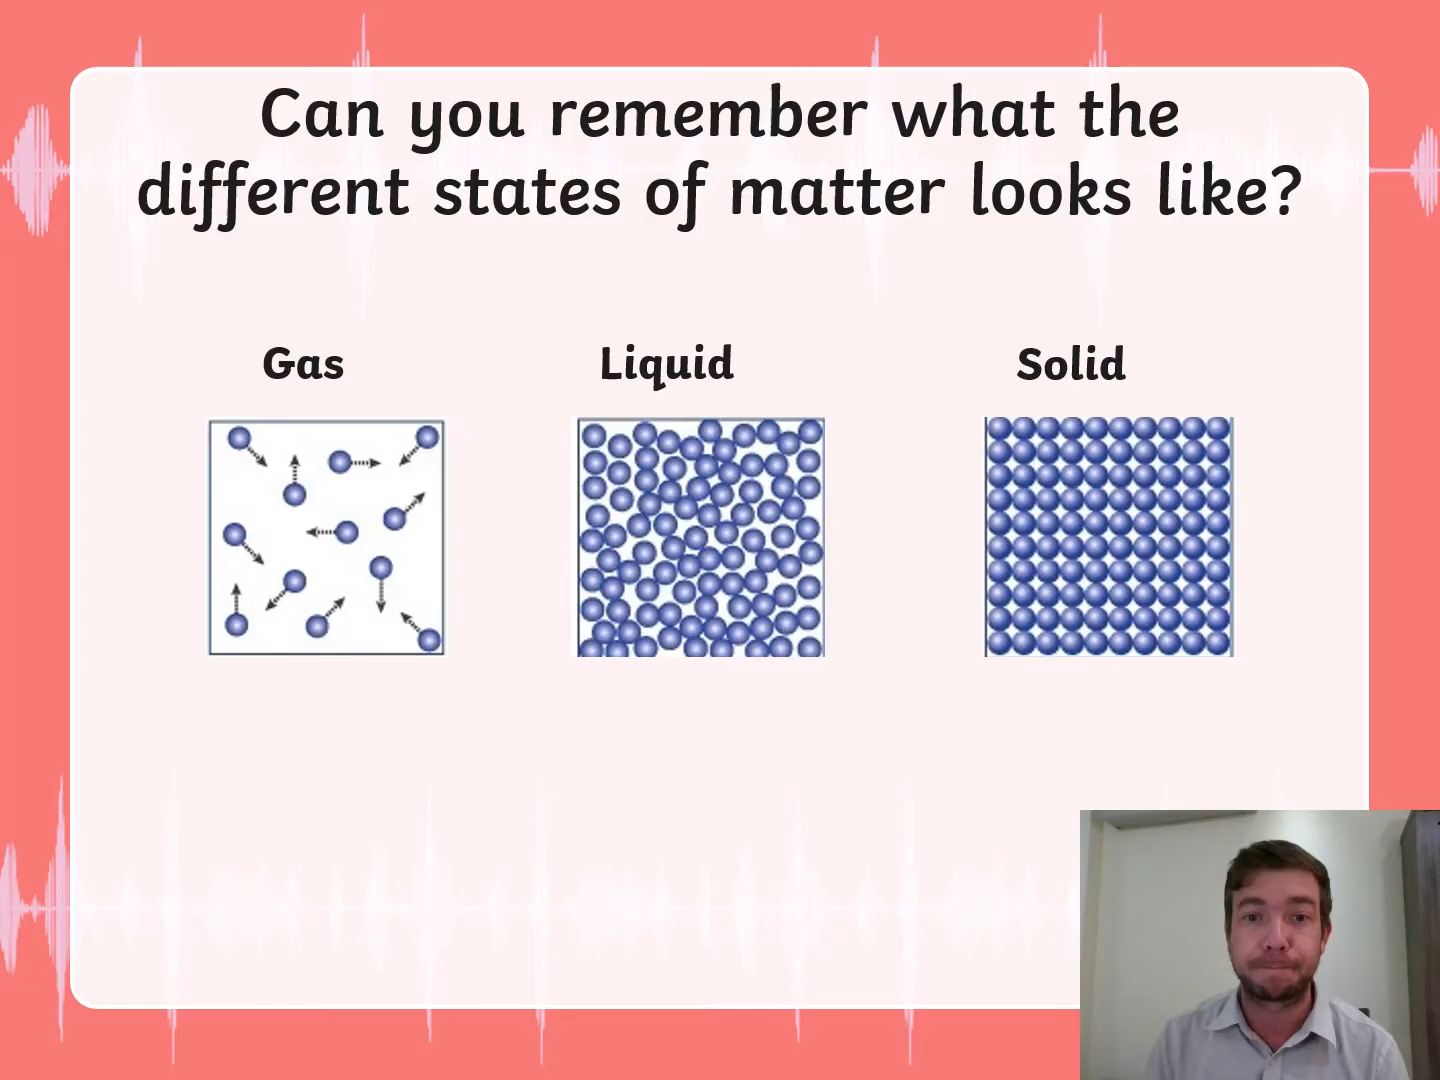 Can you remember what the
different states of matter looks like?
Gas
Liquid
Solid